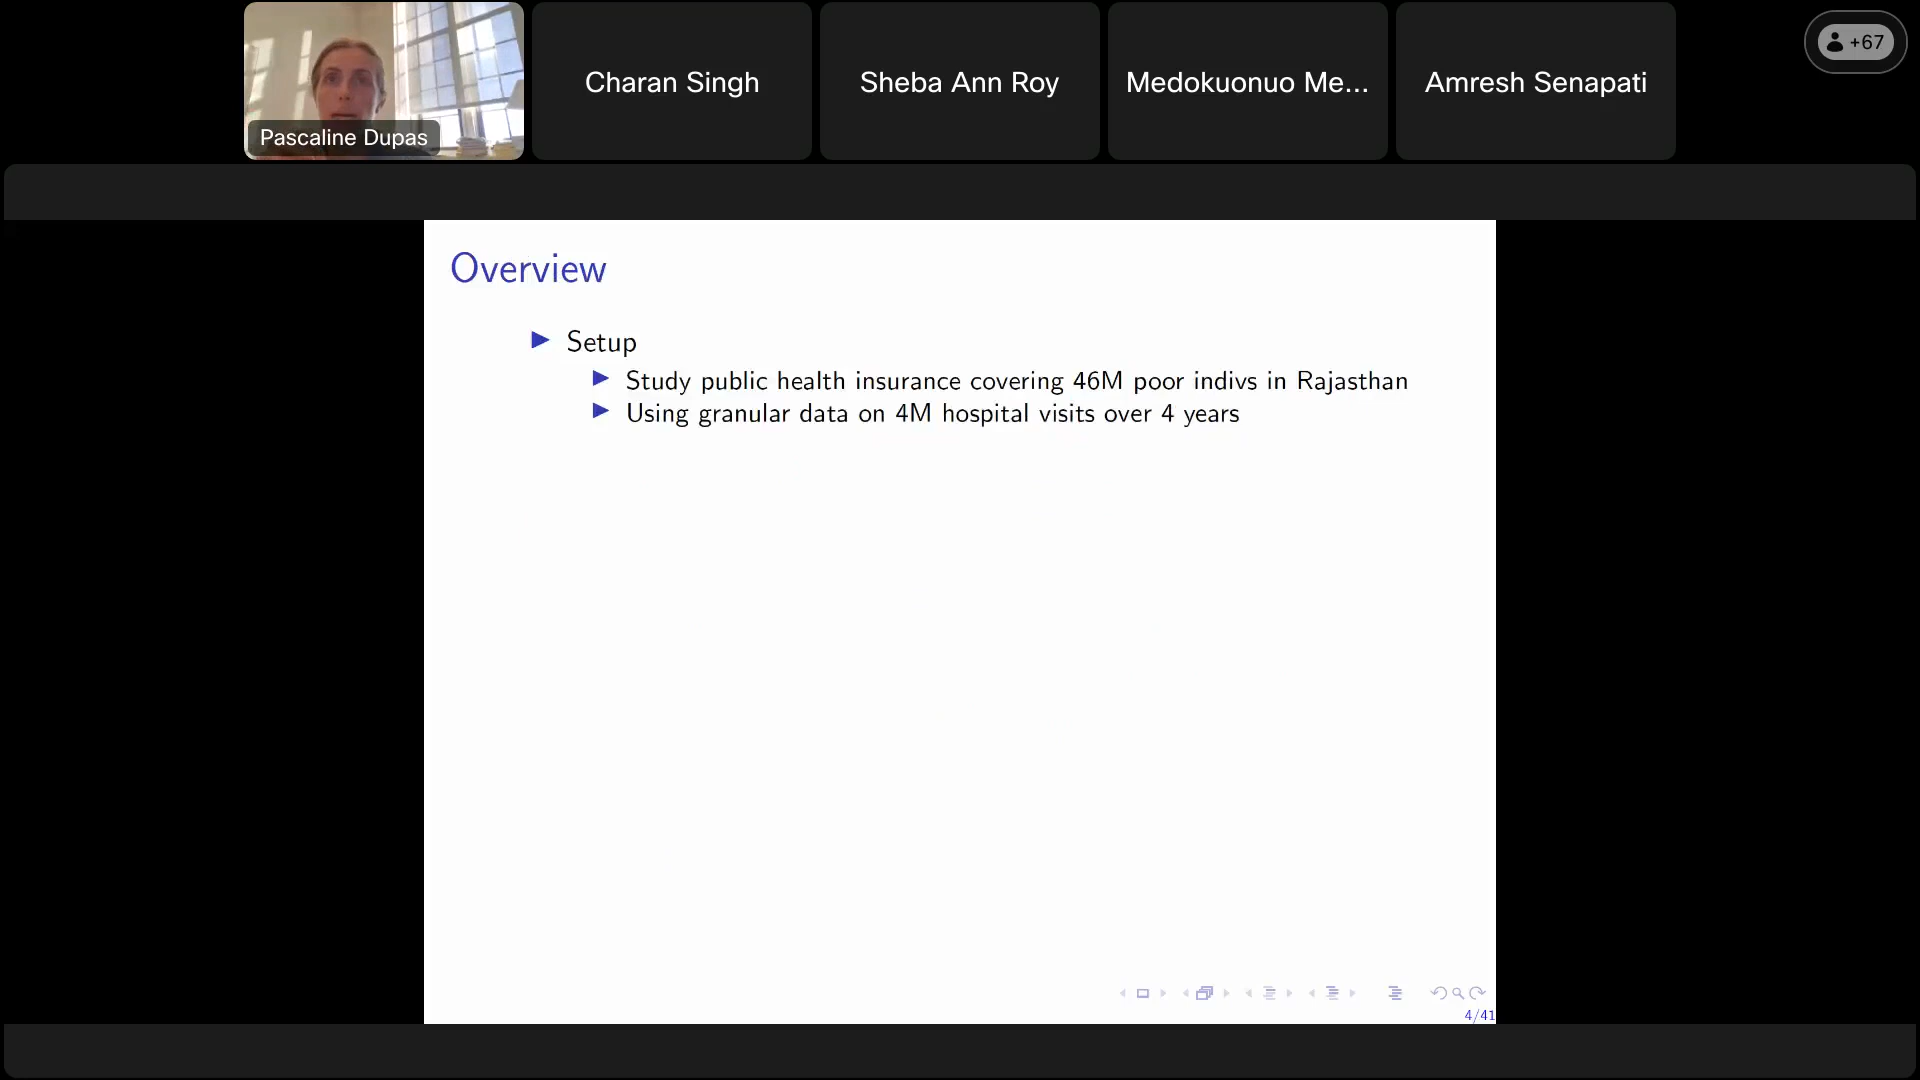 Pascaline Dupas
Charan Singh
Sheba Ann Roy
Medokuonuo Me...
Amresh Senapati
+67
Overview
Setup
Study public health insurance covering 46M poor indivs in Rajasthan
Using granular data on 4M hospital visits over 4 years
4/41